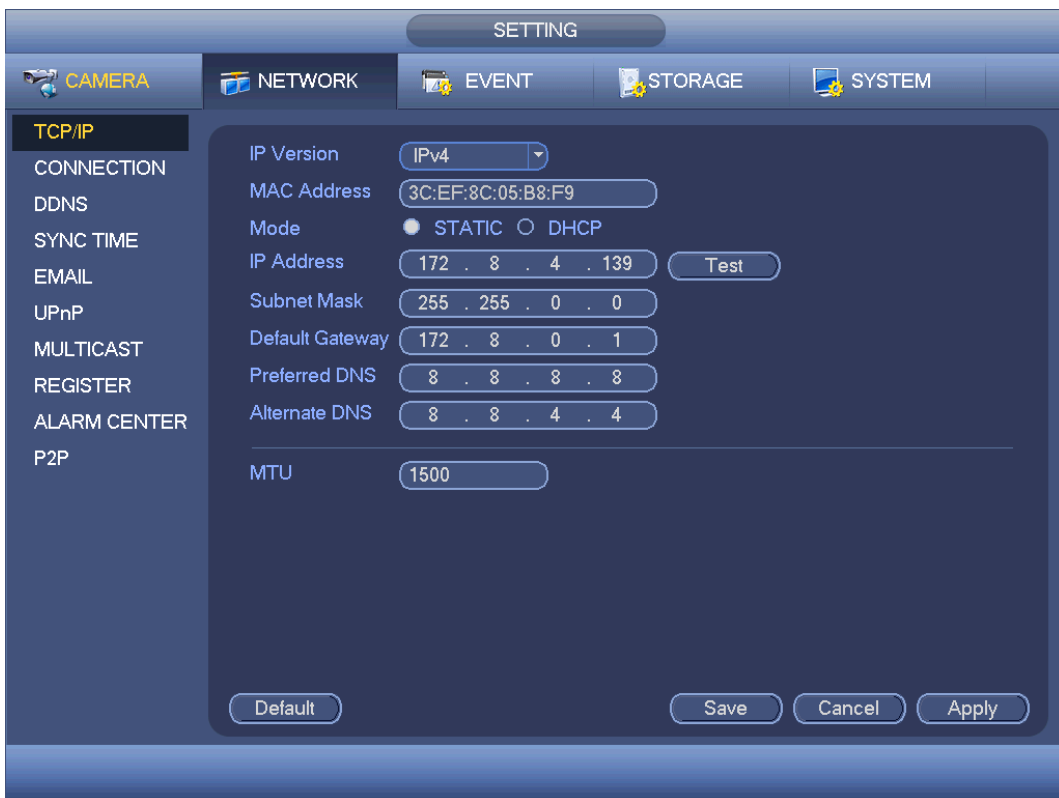 SETTING
CAMERA NETWORK EVENT STORAGE SYSTEM
TCP/IP
CONNECTION
DDNS
SYNC TIME
EMAIL
UPnP
MULTICAST
REGISTER
ALARM CENTER
P2P
IP Version IPv4
MAC Address 3C:EF:8C:05:B8:F9
Mode STATIC DHCP
IP Address 172 . 8 . 4 . 139 Test
Subnet Mask 255 . 255 . 0 . 0
Default Gateway 172 . 8 . 0 . 1
Preferred DNS 8 . 8 . 8 . 8
Alternate DNS 8 . 8 . 4 . 4
MTU 1500
Default Save Cancel Apply